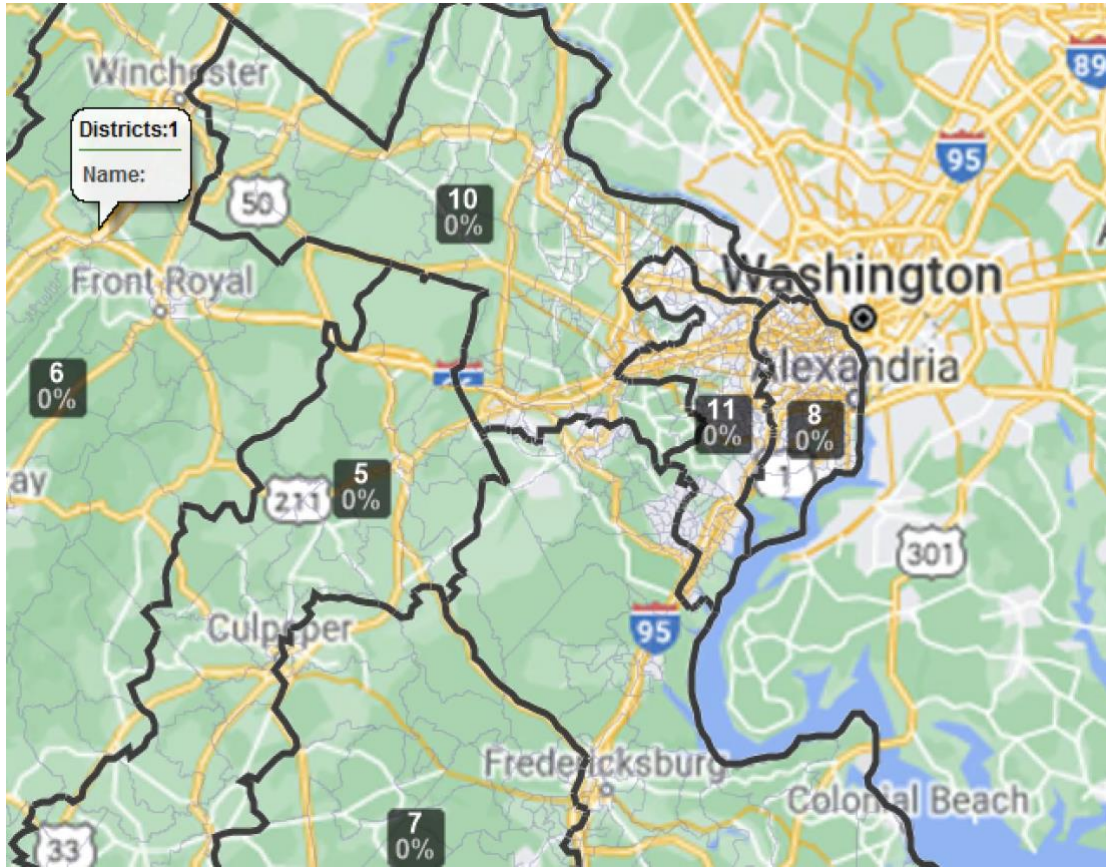 89
Winchester
Districts:1
Name:
95
50
10
0%
Washington
Front Royal
6
0%
Alexandria
11
0%
8
0%
5
0%
211
1
301
Culpeper
95
Fredericksburg
Colonial Beach
7
0%
33